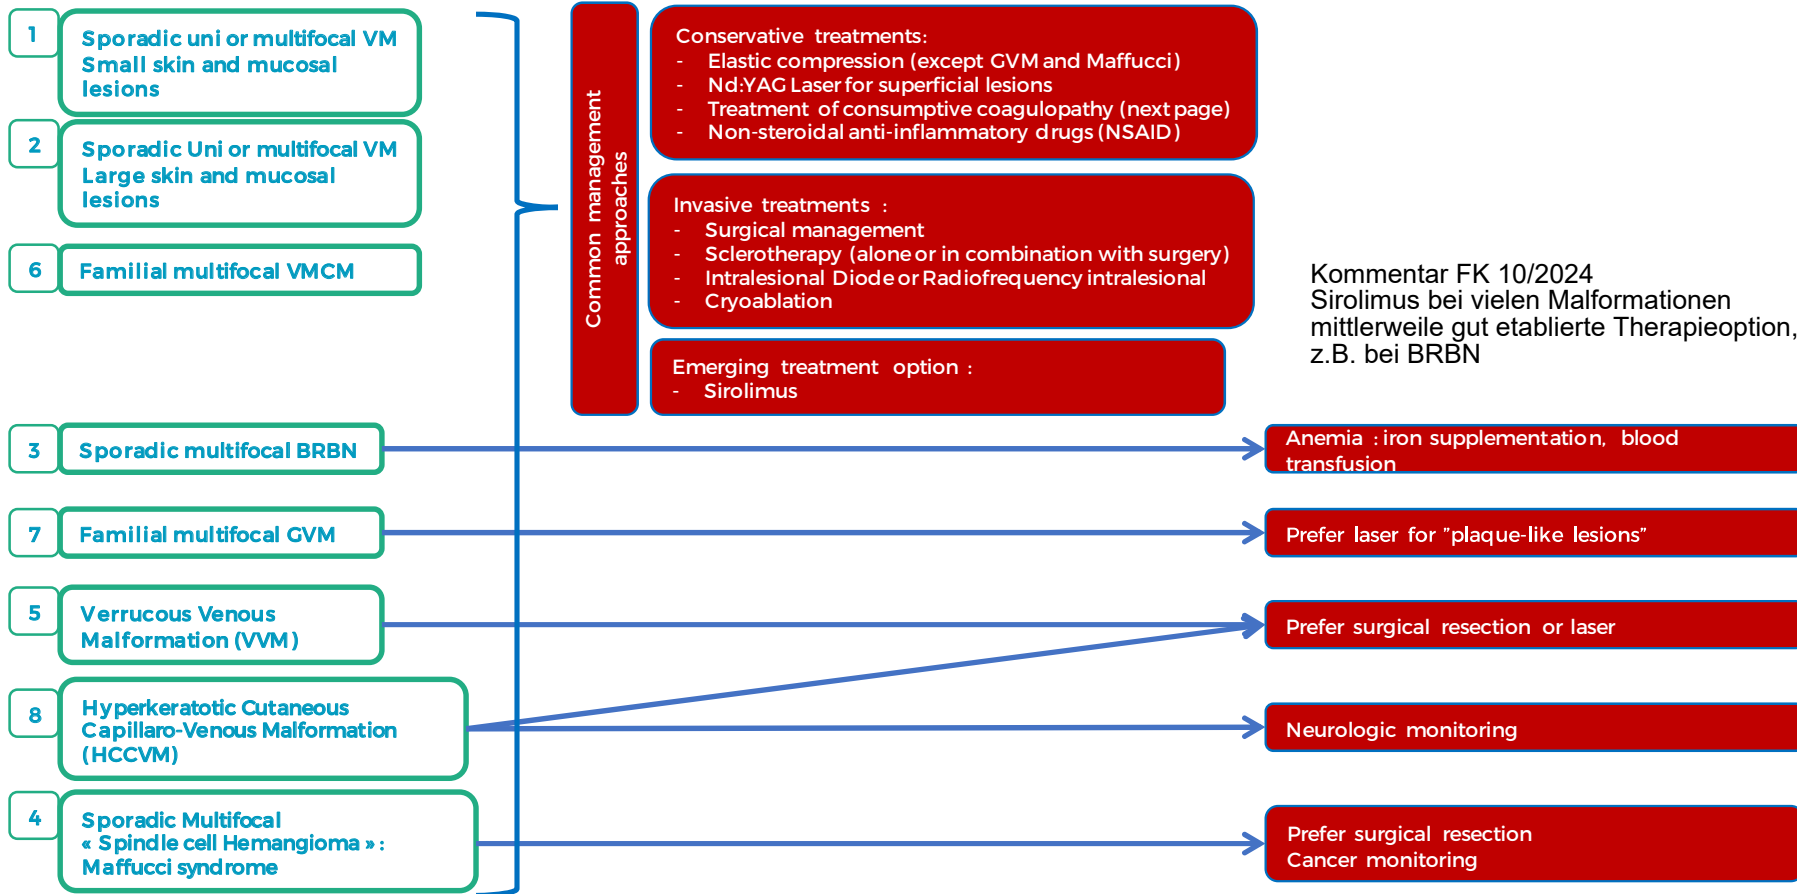 1
Sporadic uni or multifocal VM
Small skin and mucosal
lesions
2
Sporadic Uni or multifocal VM
Large skin and mucosal
lesions
6
Familial multifocal VMCM
Common management
approaches
Conservative treatments:
- Elastic compression (except GVM and Maffucci)
- Nd:YAG Laser for superficial lesions
- Treatment of consumptive coagulopathy (next page)
- Non-steroidal anti-inflammatory drugs (NSAID)
Invasive treatments :
- Surgical management
- Sclerotherapy (alone or in combination with surgery)
- Intralesional Diode or Radiofrequency intralesional
- Cryoablation
Emerging treatment option :
- Sirolimus
Kommentar FK 10/2024
Sirolimus bei vielen Malformationen
mittlerweile gut etablierte Therapieoption,
z.B. bei BRBN
3
Sporadic multifocal BRBN
Anemia : iron supplementation, blood
transfusion
7
Familial multifocal GVM
Prefer laser for "plaque-like lesions"
5
Verrucous Venous
Malformation (VVM)
Prefer surgical resection or laser
8
Hyperkeratotic Cutaneous
Capillaro-Venous Malformation
(HCCVM)
Neurologic monitoring
4
Sporadic Multifocal
« Spindle cell Hemangioma » :
Maffucci syndrome
Prefer surgical resection
Cancer monitoring